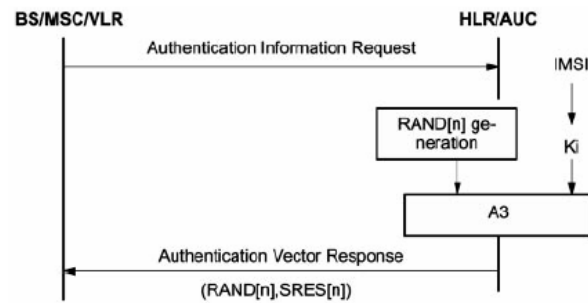 BS/MSC/VLR
HLR/AUC
Authentication Information Request
IMSI
RAND[n] ge-
neration
Ki
A3
Authentication Vector Response
(RAND[n],SRES[n])